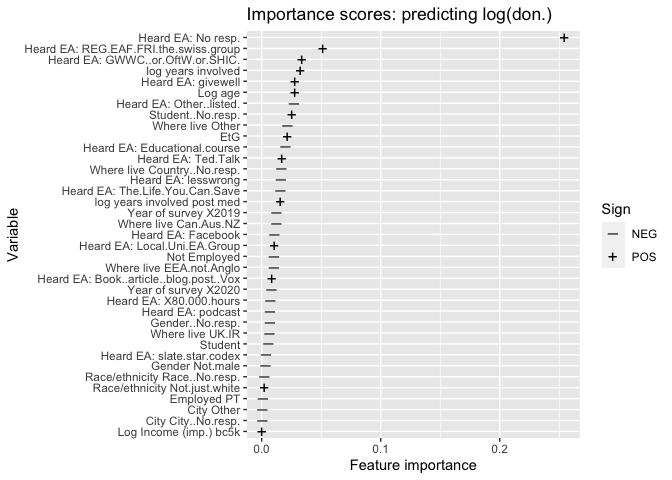 Importance scores: predicting log(don.)
Heard EA: No resp.
Heard EA: REG.EAF.FRI.the.swiss.group
Heard EA: GWWC..or.OftW.or.SHIC.
log years involved
Heard EA: givewell
Log age
Heard EA: Other..listed.
Student..No.resp.
Where live Other
EtG
Heard EA: Educational.course
Heard EA: Ted.Talk
Where live Country..No.resp.
Heard EA: lesswrong
Heard EA: The.Life.You.Can.Save
log years involved post med
Year of survey X2019
Where live Can.Aus.NZ
Heard EA: Facebook
Heard EA: Local.Uni.EA.Group
Not Employed
Where live EEA.not.Anglo
Heard EA: Book..article..blog.post..Vox
Year of survey X2020
Heard EA: X80.000.hours
Heard EA: podcast
Gender..No.resp.
Where live UK.IR
Student
Heard EA: slate.star.codex
Gender Not.male
Race/ethnicity Race..No.resp.
Race/ethnicity Not.just.white
Employed PT
City Other
City City..No.resp.
Log Income (imp.) bc5k
Variable
0.0 0.1 0.2
Feature importance
Sign
NEG
POS